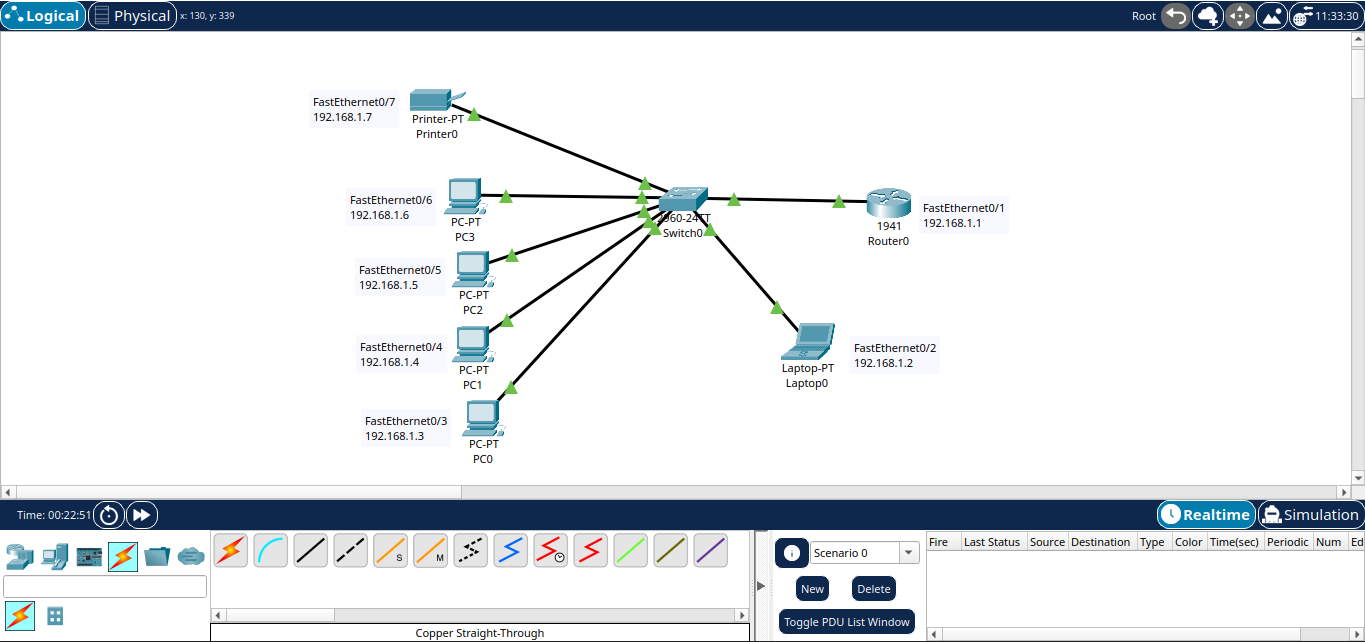 Logical
Physical
x: 130, y: 339
Root
11:33:30
FastEthernet0/7
192.168.1.7
Printer-PT
Printer0
FastEthernet0/6
192.168.1.6
PC-PT
PC3
2960-24TT
Switch0
1941
Router0
FastEthernet0/1
192.168.1.1
FastEthernet0/5
192.168.1.5
PC-PT
PC2
FastEthernet0/4
192.168.1.4
PC-PT
PC1
Laptop-PT
Laptop0
FastEthernet0/2
192.168.1.2
FastEthernet0/3
192.168.1.3
PC-PT
PC0
Time: 00:22:51
Realtime
Simulation
S
M
Copper Straight-Through
Scenario 0
New
Delete
Toggle PDU List Window
Fire Last Status Source Destination Type Color Time(sec) Periodic Num Ed